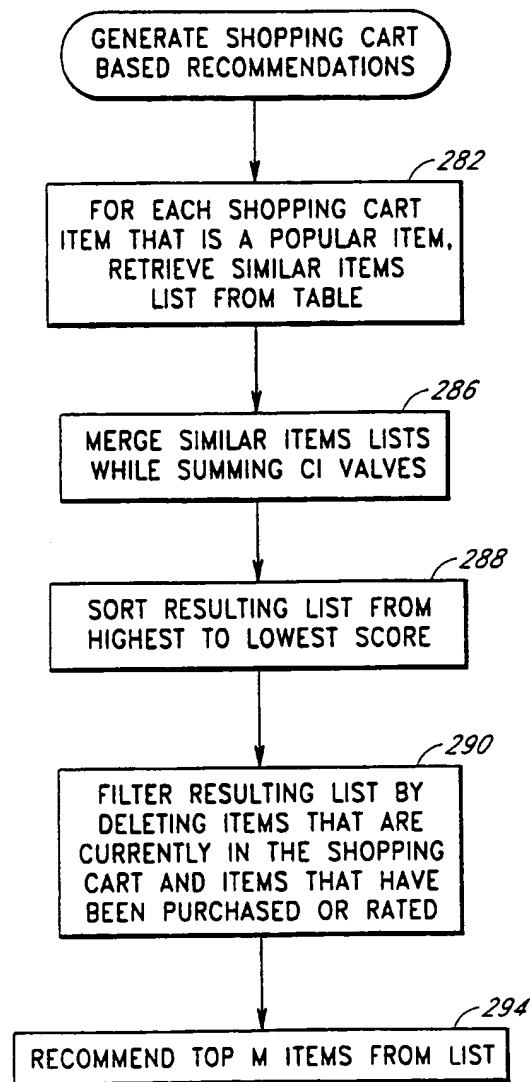 GENERATE SHOPPING CART
BASED RECOMMENDATIONS
282
FOR EACH SHOPPING CART
ITEM THAT IS A POPULAR ITEM,
RETRIEVE SIMILAR ITEMS
LIST FROM TABLE
286
MERGE SIMILAR ITEMS LISTS
WHILE SUMMING CI VALVES
288
SORT RESULTING LIST FROM
HIGHEST TO LOWEST SCORE
290
FILTER RESULTING LIST BY
DELETING ITEMS THAT ARE
CURRENTLY IN THE SHOPPING
CART AND ITEMS THAT HAVE
BEEN PURCHASED OR RATED
294
RECOMMEND TOP M ITEMS FROM LIST